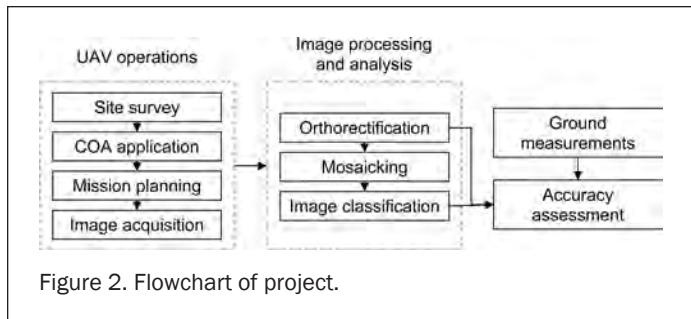 UAV operations
Site survey
COA application
Mission planning
Image acquisition
Image processing
and analysis
Orthorectification
Mosaicking
Image classification
Ground
measurements
Accuracy
assessment
Figure 2. Flowchart of project.